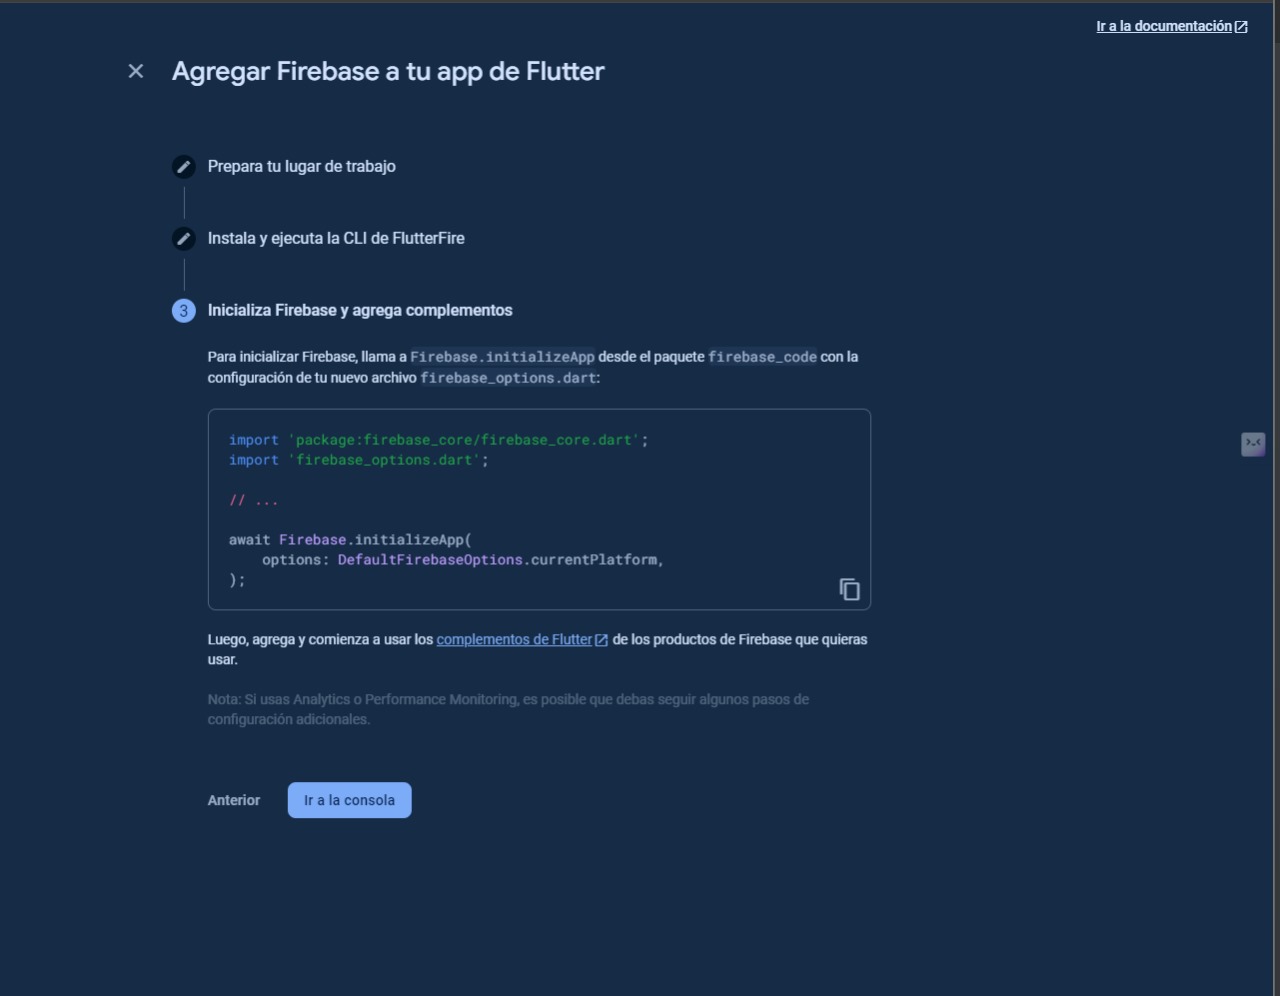 Ir a la documentación
Agregar Firebase a tu app de Flutter
Prepara tu lugar de trabajo
Instala y ejecuta la CLI de FlutterFire
3 Inicializa Firebase y agrega complementos
Para inicializar Firebase, llama a Firebase.initializeApp desde el paquete firebase_code con la
configuración de tu nuevo archivo firebase_options.dart:
import 'package:firebase_core/firebase_core.dart';
import 'firebase_options.dart';
// ...
await Firebase.initializeApp(
    options: DefaultFirebaseOptions.currentPlatform,
);
Luego, agrega y comienza a usar los complementos de Flutter de los productos de Firebase que quieras
usar.
Nota: Si usas Analytics o Performance Monitoring, es posible que debas seguir algunos pasos de
configuración adicionales.
Anterior Ir a la consola